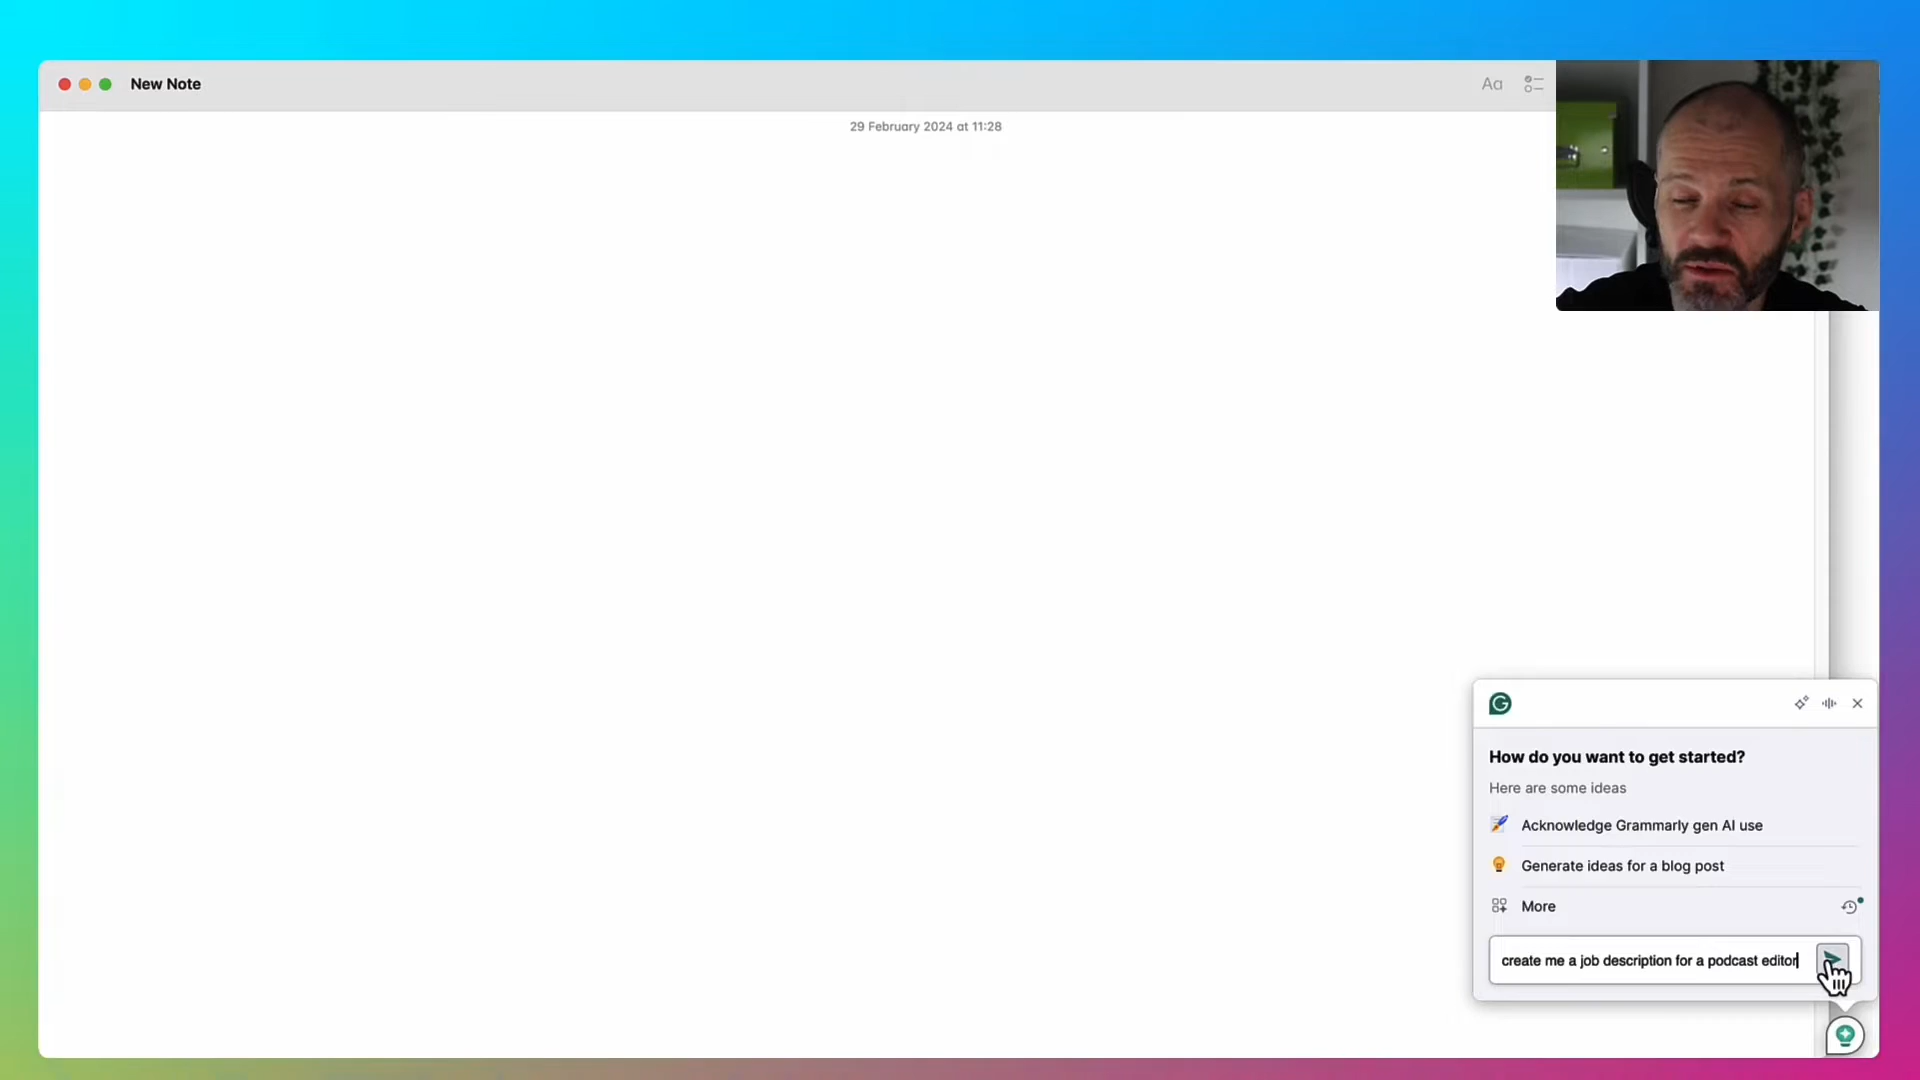 New Note
Aa
29 February 2024 at 11:28
G
How do you want to get started?
Here are some ideas
Acknowledge Grammarly gen AI use
Generate ideas for a blog post
More
create me a job description for a podcast editor